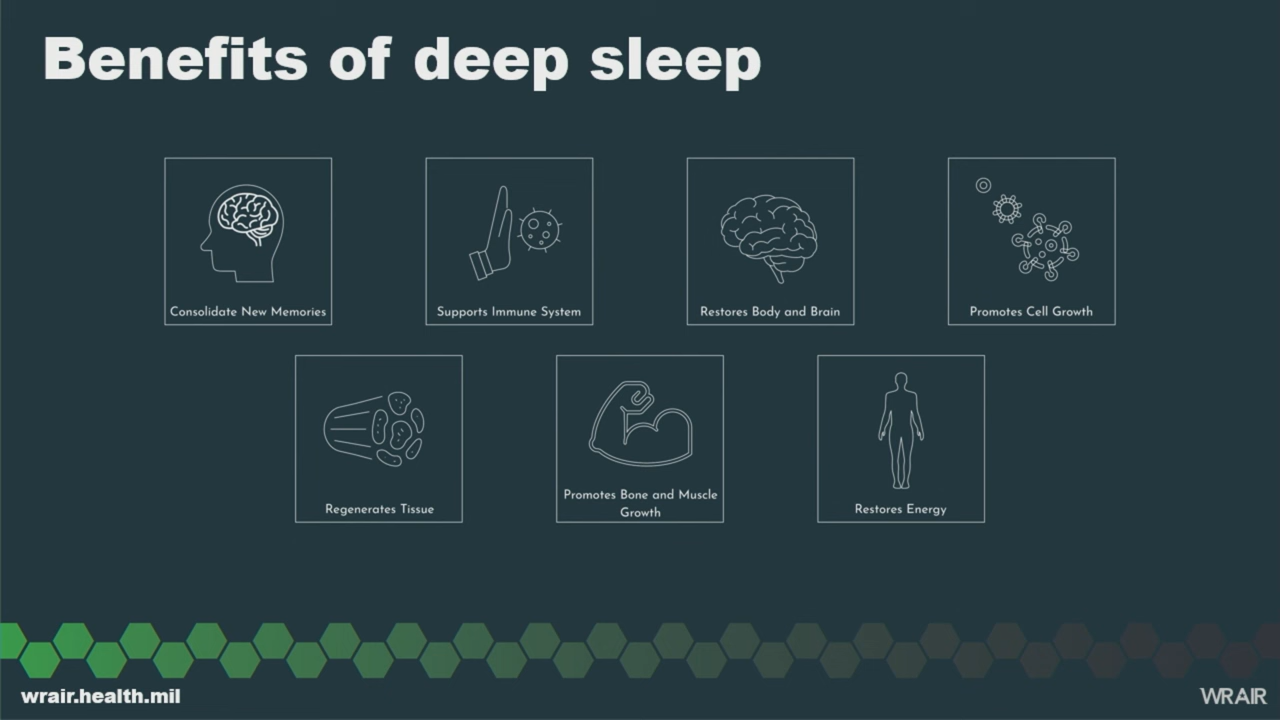 Benefits of deep sleep
Consolidate New Memories
Supports Immune System
Restores Body and Brain
Promotes Cell Growth
Regenerates Tissue
Promotes Bone and Muscle
Growth
Restores Energy
wrair.health.mil
WRAIR